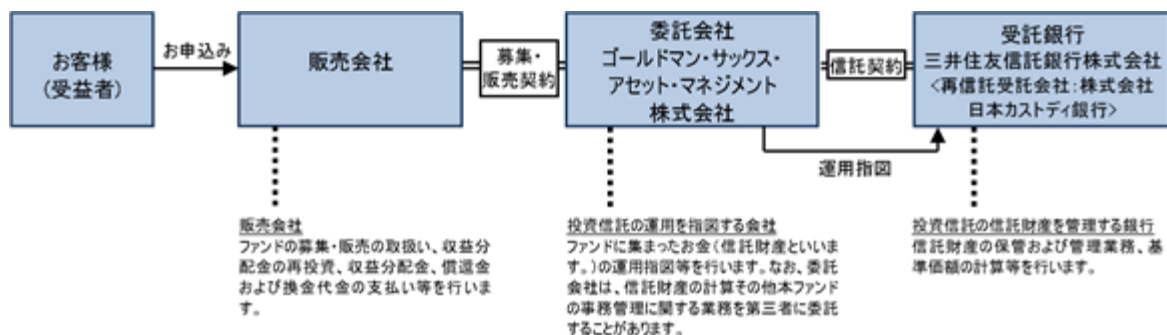 お客様
(受益者)
お申込み
販売会社
募集・
販売契約
委託会社
ゴールドマン・サックス・
アセット・マネジメント
株式会社
信託契約
受託銀行
三井住友信託銀行株式会社
<再信託受託会社:株式会社
日本カストディ銀行>
運用指図
販売会社
ファンドの募集・販売の取扱い、収益分
配金の再投資、収益分配金、償還金
および換金代金の支払い等を行いま
す。
投資信託の運用を指図する会社
ファンドに集まったお金(信託財産といいま
す。)の運用指図等を行います。なお、委託
会社は、信託財産の計算その他本ファンド
の事務管理に関する業務を第三者に委託
することがあります。
投資信託の信託財産を管理する銀行
信託財産の保管および管理業務、基
準価額の計算等を行います。